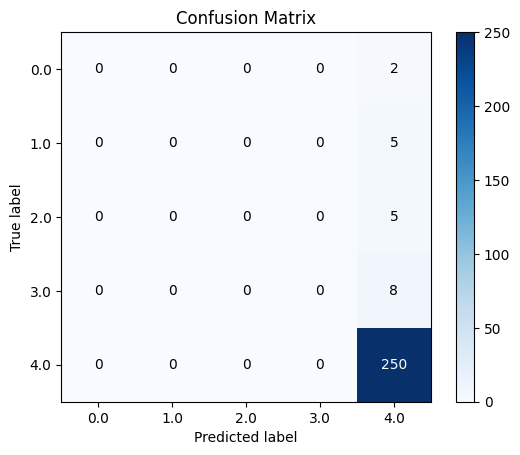 Confusion Matrix
0.0 0 0 0 0 2
1.0 0 0 0 0 5
2.0 0 0 0 0 5
3.0 0 0 0 0 8
4.0 0 0 0 0 250
0.0 1.0 2.0 3.0 4.0
Predicted label
True label
250
200
150
100
50
0